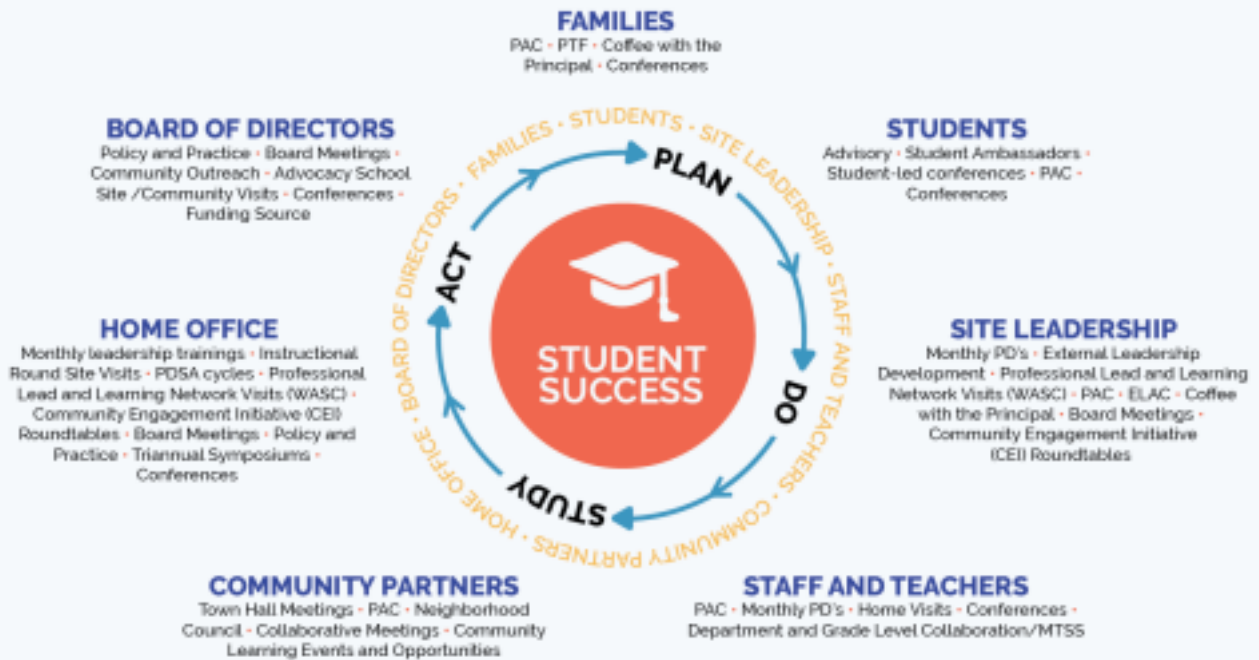 FAMILIES
PAC • PTF • Coffee with the
Principal • Conferences
BOARD OF DIRECTORS
Policy and Practice • Board Meetings •
Community Outreach • Advocacy School
Site /Community Visits • Conferences •
Funding Source
STUDENTS
Advisory • Student Ambassadors •
Student-led conferences • PAC •
Conferences
HOME OFFICE
Monthly leadership trainings • Instructional
Round Site Visits • PDSA cycles • Professional
Lead and Learning Network Visits (WASC) •
Community Engagement Initiative (CEI)
Roundtables • Board Meetings • Policy and
Practice • Triannual Symposiums •
Conferences
SITE LEADERSHIP
Monthly PD's • External Leadership
Development • Professional Lead and Learning
Network Visits (WASC) • PAC • ELAC • Coffee
with the Principal • Board Meetings •
Community Engagement Initiative
(CEI) Roundtables
COMMUNITY PARTNERS
Town Hall Meetings • PAC • Neighborhood
Council • Collaborative Meetings • Community
Learning Events and Opportunities
STAFF AND TEACHERS
PAC • Monthly PD's • Home Visits • Conferences •
Department and Grade Level Collaboration/MTSS
FAMILIES • STUDENTS • SITE LEADERSHIP • STAFF AND TEACHERS • COMMUNITY PARTNERS • HOME OFFICE • BOARD OF DIRECTORS •
PLAN
DO
STUDY
ACT
STUDENT
SUCCESS